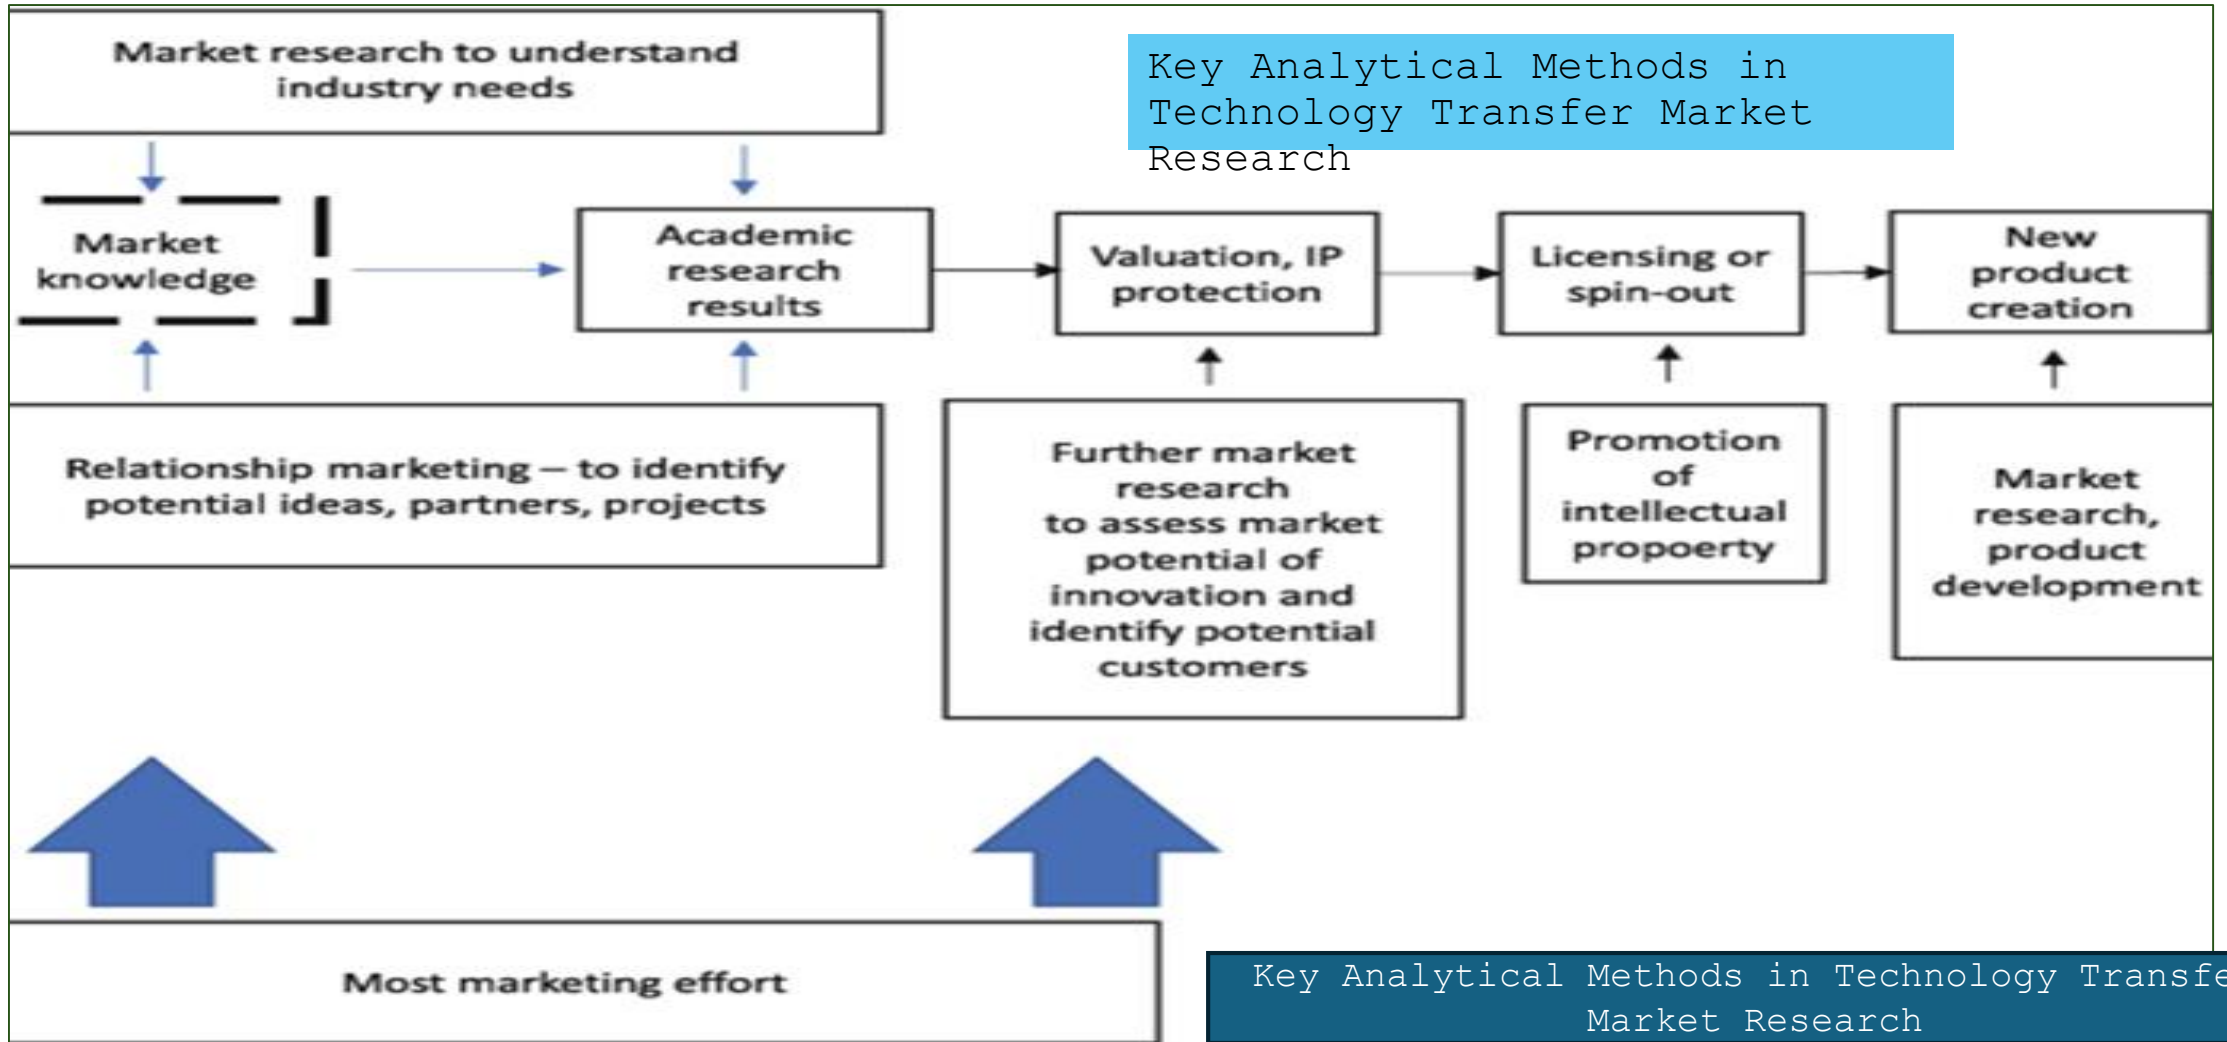 Market research to understand
industry needs
Key Analytical Methods in
Technology Transfer Market
Research
Market
knowledge
Academic
research
results
Valuation, IP
protection
Licensing or
spin-out
New
product
creation
Relationship marketing – to identify
potential ideas, partners, projects
Further market
research
to assess market
potential of
innovation and
identify potential
customers
Promotion
of
intellectual
propoerty
Market
research,
product
development
Most marketing effort
Key Analytical Methods in Technology Transfe
Market Research